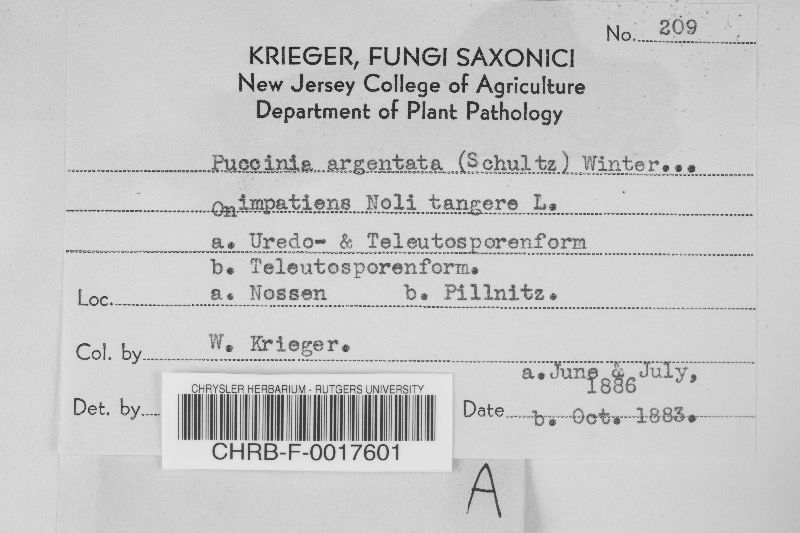 No. 209
KRIEGER, FUNGI SAXONICI
New Jersey College of Agriculture
Department of Plant Pathology
Puccinia argentata (Schultz) Winter...
On impatiens Noli tangere L.
a. Uredo- & Teleutosporenform
b. Teleutosporenform.
Loc. a. Nossen b. Pillnitz.
Col. by W. Krieger.
a. June & July,
1886
Det. by
Date b. Oct. 1883.
CHRYSLER HERBARIUM - RUTGERS UNIVERSITY
CHRB-F-0017601
A